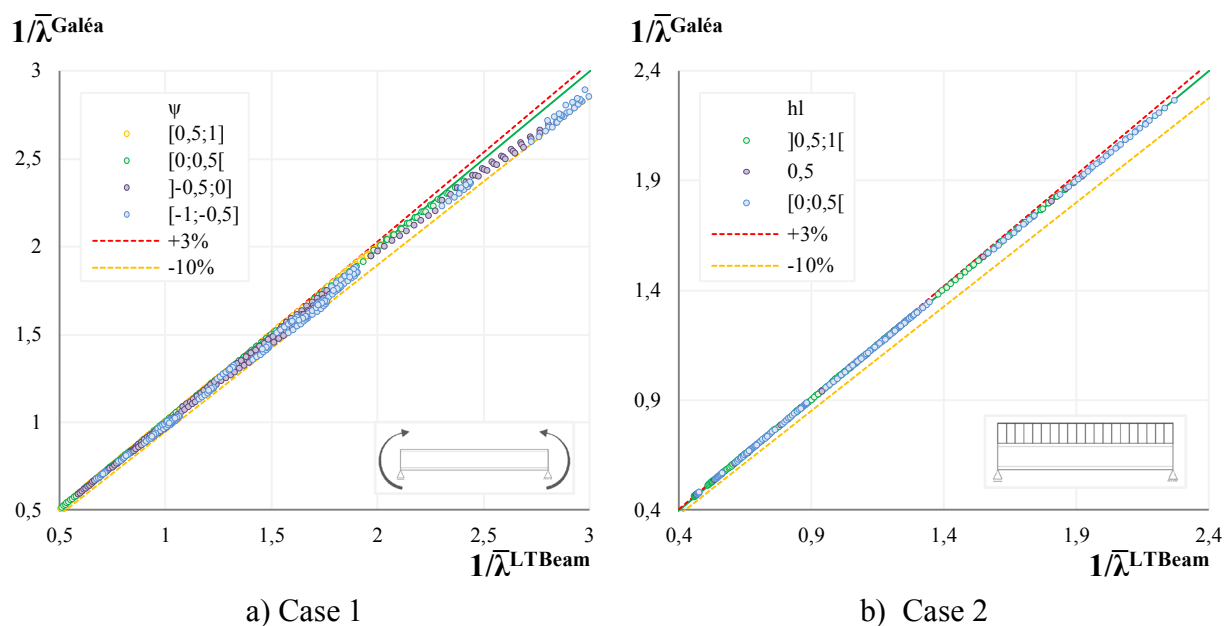 1/λ̅ Galéa
3
2,5
2
1,5
1
0,5
0,5 1 1,5 2 2,5 3
1/λ̅ LTBeam
ψ
[0,5;1]
[0;0,5[
]-0,5;0]
[-1;-0,5]
+3%
-10%
a) Case 1
1/λ̅ Galéa
2,4
1,9
1,4
0,9
0,4
0,4 0,9 1,4 1,9 2,4
1/λ̅ LTBeam
hl
]0,5;1[
0,5
[0;0,5[
+3%
-10%
b) Case 2